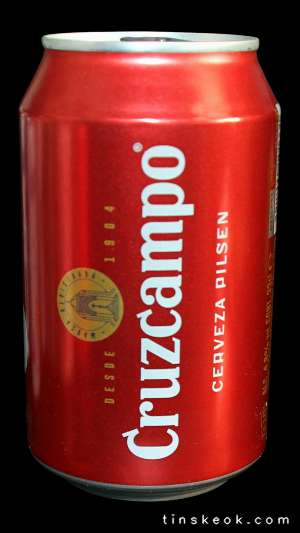 DESDE 1904
Cruzcampo®
CERVEZA PILSEN
tinskeok.com